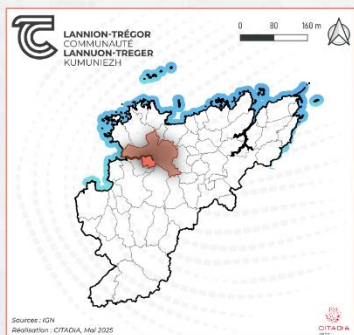 LANNION-TRÉGOR
COMMUNAUTÉ
LANNUON-TREGER
KUMUNIEZH
0 80 160 m
Sources : IGN
Réalisation : CITADIA, Mai 2025
CITADIA